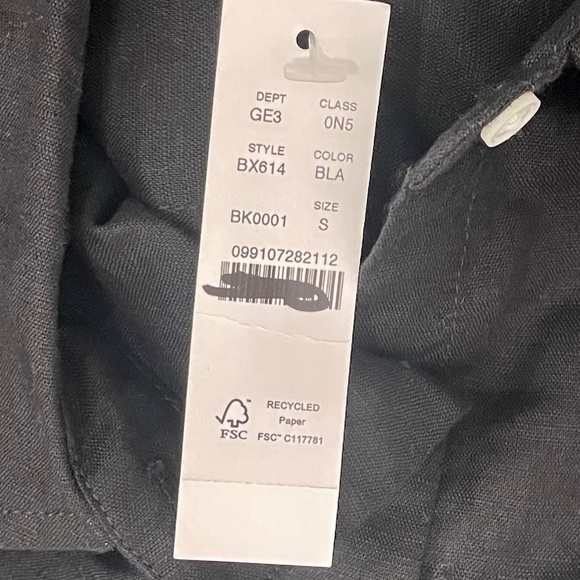 DEPT CLASS
GE3 0N5
STYLE COLOR
BX614 BLA
SIZE
BK0001 S
099107282112
RECYCLED
Paper
FSC™ C117781
FSC